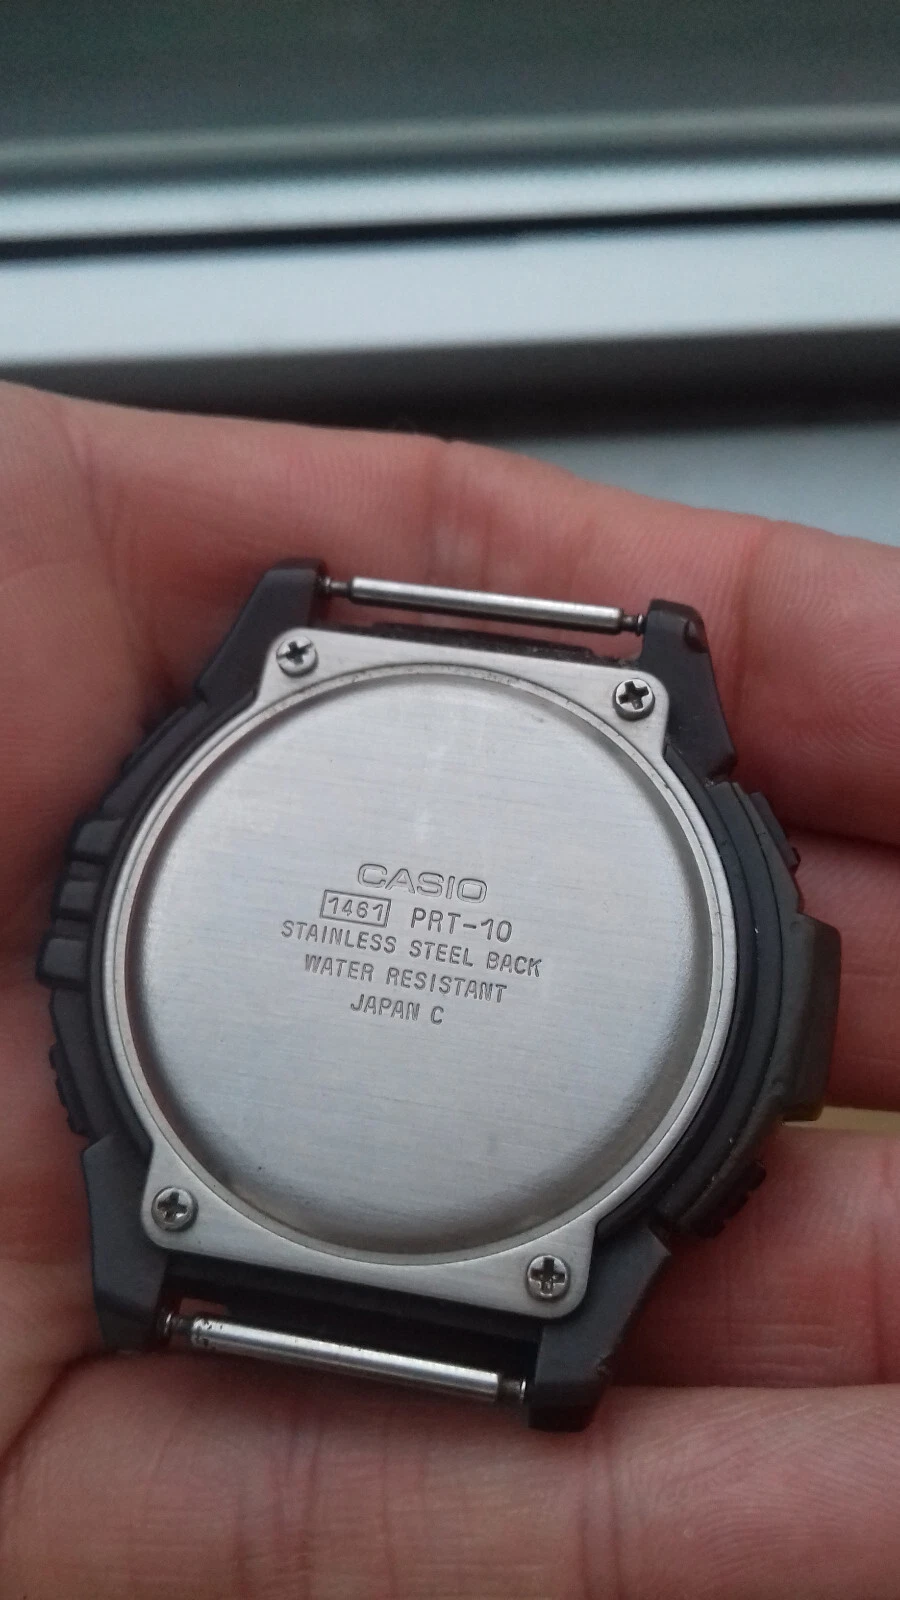 CASIO
1461 PRT-10
STAINLESS STEEL BACK
WATER RESISTANT
JAPAN C